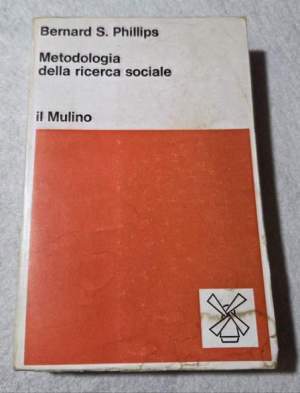 Bernard S. Phillips
Metodologia
della ricerca sociale
il Mulino